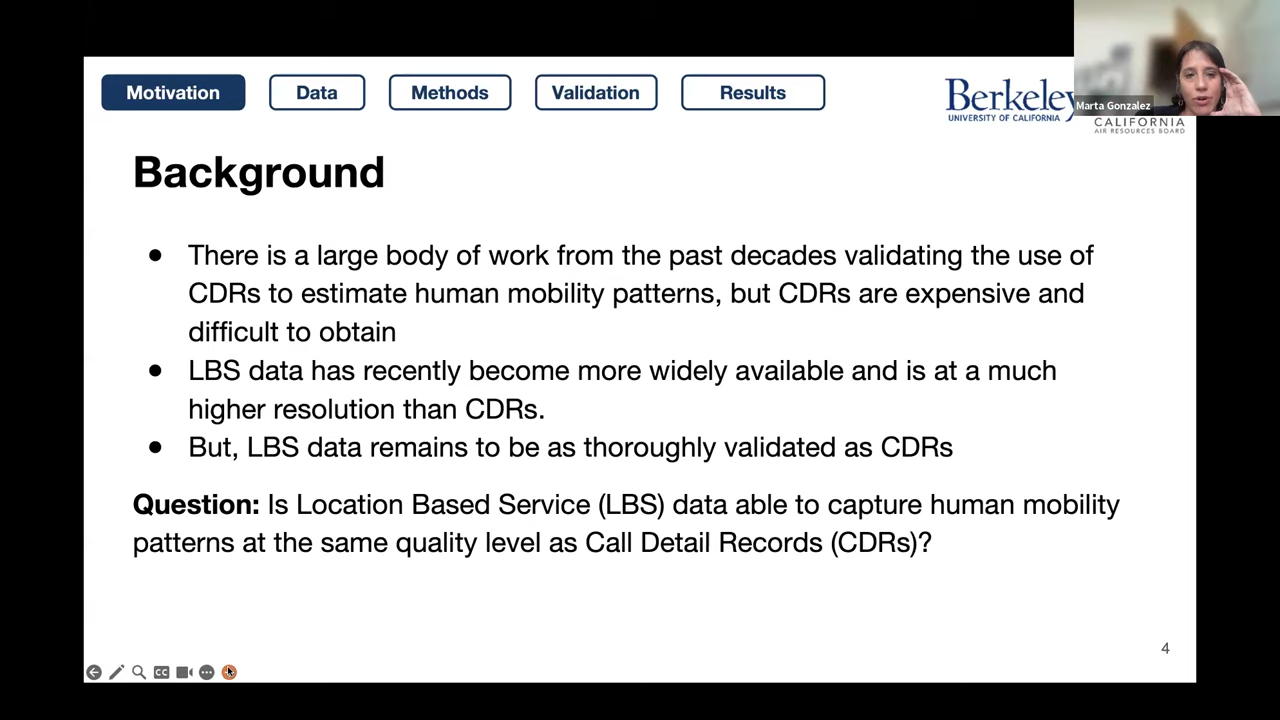 Motivation
Data
Methods
Validation
Results
Berkeley
UNIVERSITY OF CALIFORNIA
Marta Gonzalez
CALIFORNIA
AIR RESOURCES BOARD
Background
● There is a large body of work from the past decades validating the use of
CDRs to estimate human mobility patterns, but CDRs are expensive and
difficult to obtain
● LBS data has recently become more widely available and is at a much
higher resolution than CDRs.
● But, LBS data remains to be as thoroughly validated as CDRs
Question: Is Location Based Service (LBS) data able to capture human mobility
patterns at the same quality level as Call Detail Records (CDRs)?
4
CC